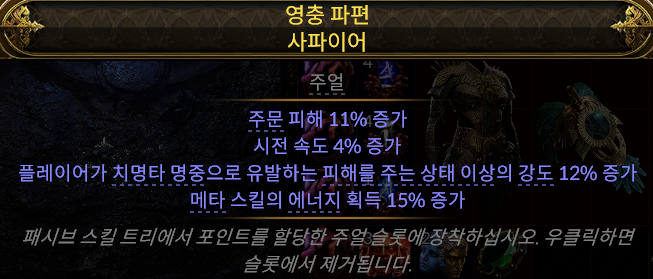 영충 파편
사파이어
주얼
주문 피해 11% 증가
시전 속도 4% 증가
플레이어가 치명타 명중으로 유발하는 피해를 주는 상태 이상의 강도 12% 증가
메타 스킬의 에너지 획득 15% 증가
패시브 스킬 트리에서 포인트를 할당한 주얼 슬롯에 장착하십시오. 우클릭하면
슬롯에서 제거됩니다.